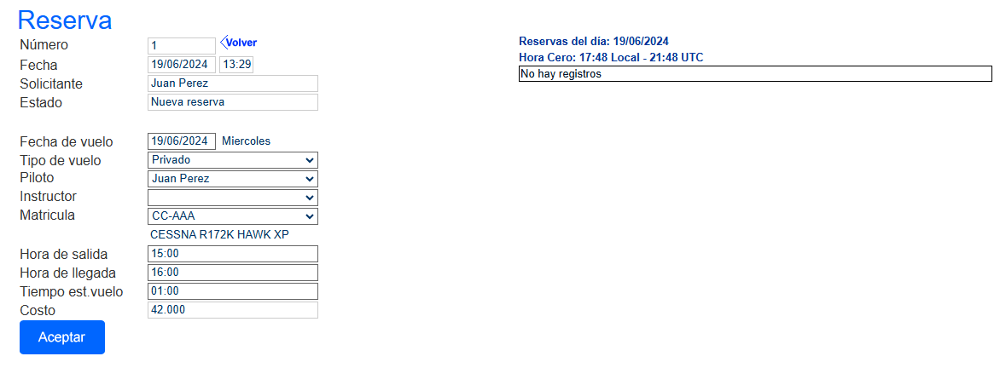 Reserva
Número 1 Volver
Fecha 19/06/2024 13:29
Solicitante Juan Perez
Estado Nueva reserva
Fecha de vuelo 19/06/2024 Miercoles
Tipo de vuelo Privado
Piloto Juan Perez
Instructor
Matricula CC-AAA
CESSNA R172K HAWK XP
Hora de salida 15:00
Hora de llegada 16:00
Tiempo est.vuelo 01:00
Costo 42.000
Aceptar
Reservas del día: 19/06/2024
Hora Cero: 17:48 Local - 21:48 UTC
No hay registros